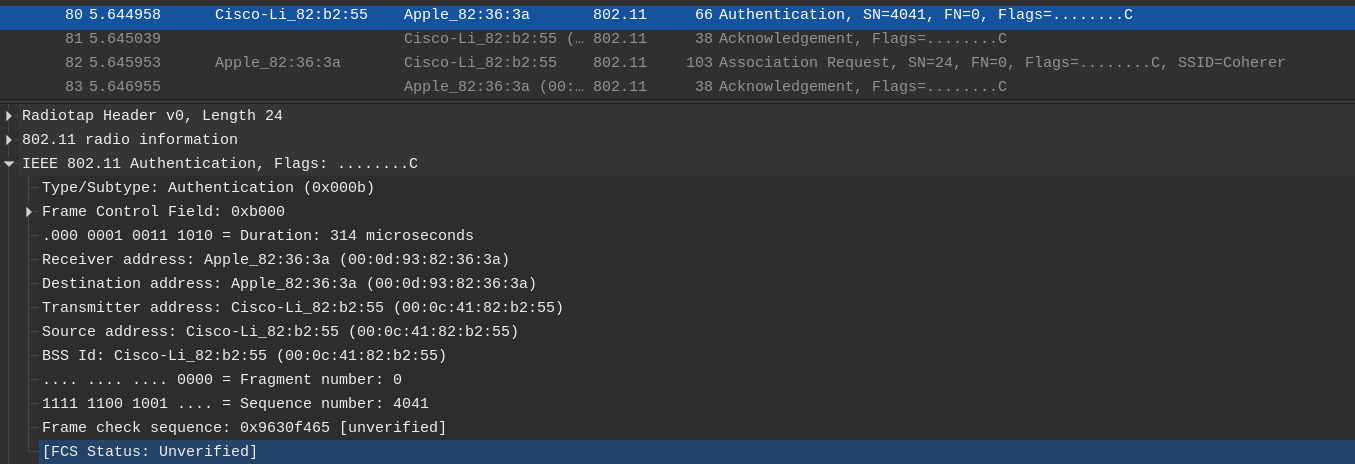 80 5.644958 Cisco-Li_82:b2:55 Apple_82:36:3a 802.11 66 Authentication, SN=4041, FN=0, Flags=........C
81 5.645039 Cisco-Li_82:b2:55 (… 802.11 38 Acknowledgement, Flags=........C
82 5.645953 Apple_82:36:3a Cisco-Li_82:b2:55 802.11 103 Association Request, SN=24, FN=0, Flags=........C, SSID=Coherer
83 5.646955 Apple_82:36:3a (00:… 802.11 38 Acknowledgement, Flags=........C
Radiotap Header v0, Length 24
802.11 radio information
IEEE 802.11 Authentication, Flags: ........C
Type/Subtype: Authentication (0x000b)
Frame Control Field: 0xb000
.000 0001 0011 1010 = Duration: 314 microseconds
Receiver address: Apple_82:36:3a (00:0d:93:82:36:3a)
Destination address: Apple_82:36:3a (00:0d:93:82:36:3a)
Transmitter address: Cisco-Li_82:b2:55 (00:0c:41:82:b2:55)
Source address: Cisco-Li_82:b2:55 (00:0c:41:82:b2:55)
BSS Id: Cisco-Li_82:b2:55 (00:0c:41:82:b2:55)
.... .... .... 0000 = Fragment number: 0
1111 1100 1001 .... = Sequence number: 4041
Frame check sequence: 0x9630f465 [unverified]
[FCS Status: Unverified]